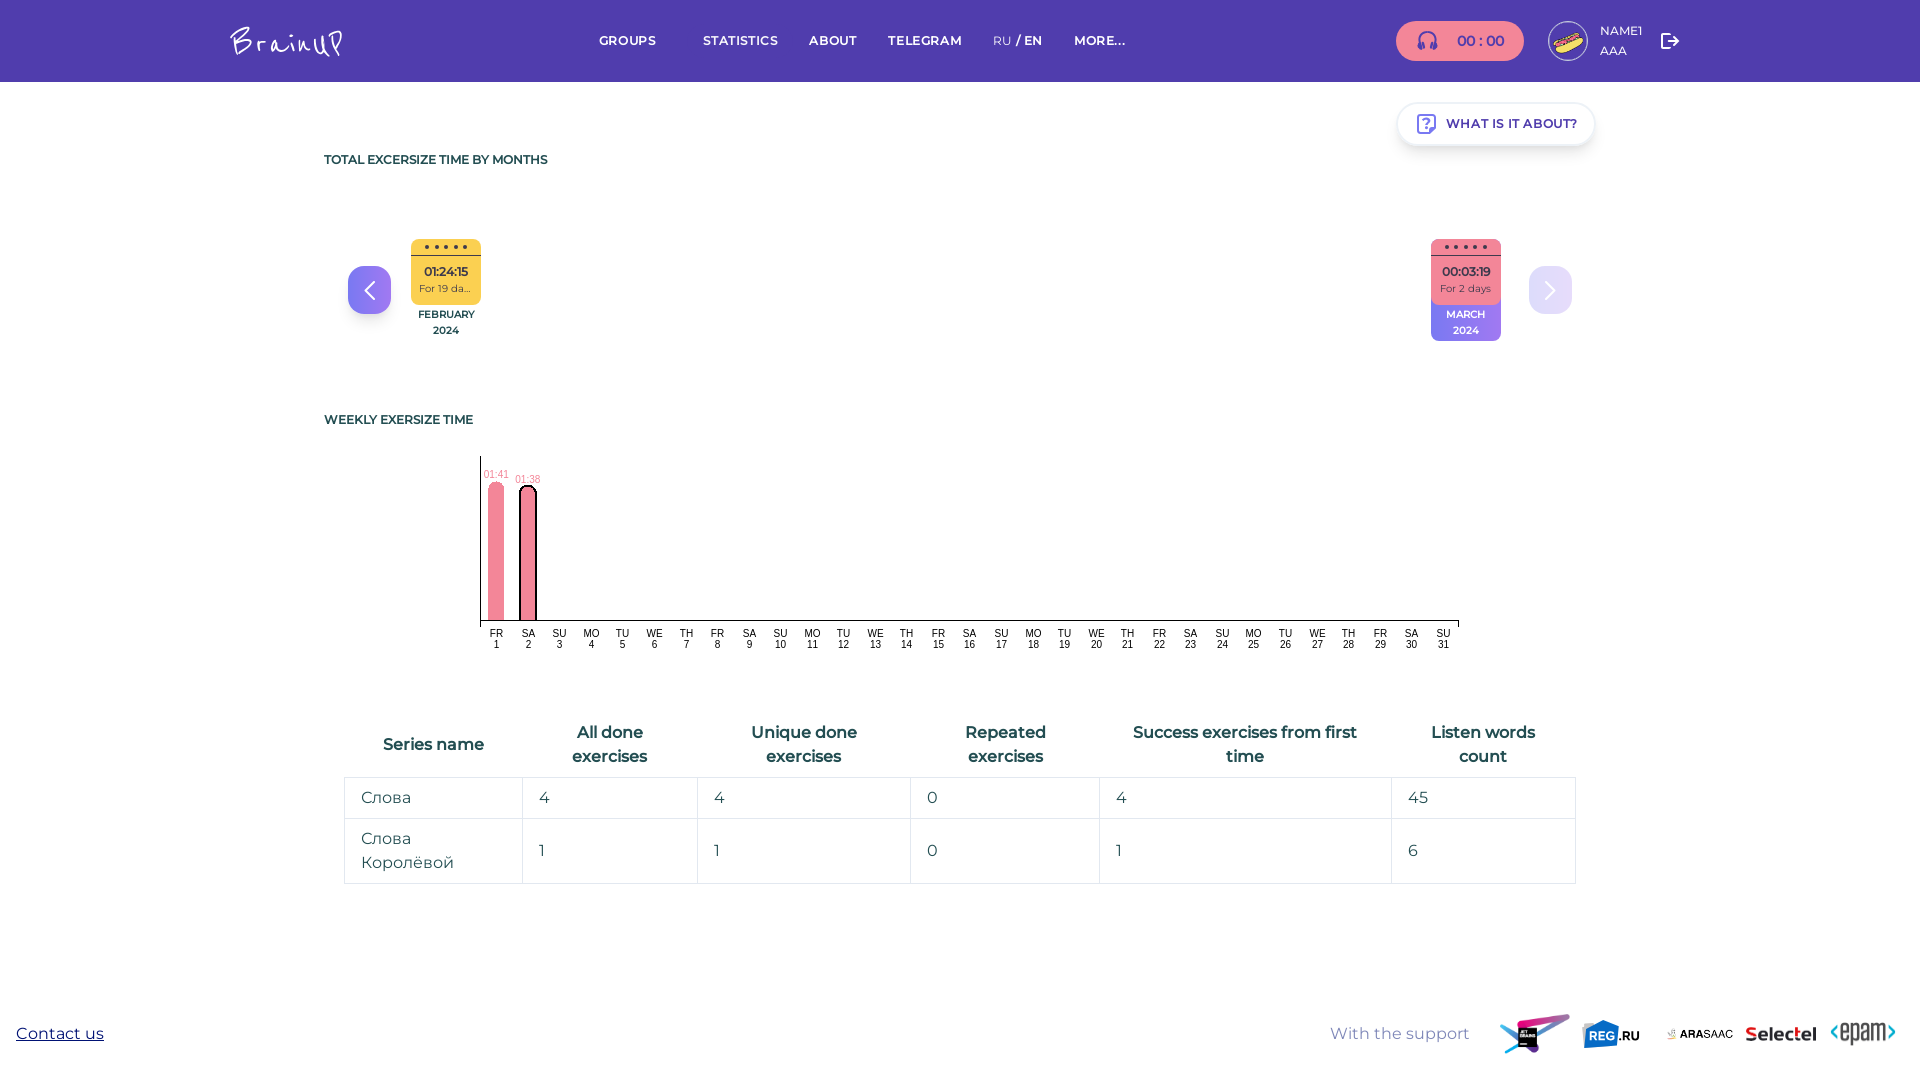 BrainUP
GROUPS STATISTICS ABOUT TELEGRAM RU / EN MORE...
00 : 00
NAME1
AAA
WHAT IS IT ABOUT?
TOTAL EXCERSIZE TIME BY MONTHS
01:24:15
For 19 da...
FEBRUARY
2024
00:03:19
For 2 days
MARCH
2024
WEEKLY EXERSIZE TIME
01:41 01:38
FR SA SU MO TU WE TH FR SA SU MO TU WE TH FR SA SU MO TU WE TH FR SA SU MO TU WE TH FR SA SU
1 2 3 4 5 6 7 8 9 10 11 12 13 14 15 16 17 18 19 20 21 22 23 24 25 26 27 28 29 30 31
Series name All done exercises Unique done exercises Repeated exercises Success exercises from first time Listen words count
Слова 4 4 0 4 45
Слова Королёвой 1 1 0 1 6
Contact us
With the support
JET BRAINS
REG.RU
ARASAAC
Selectel
<epam>